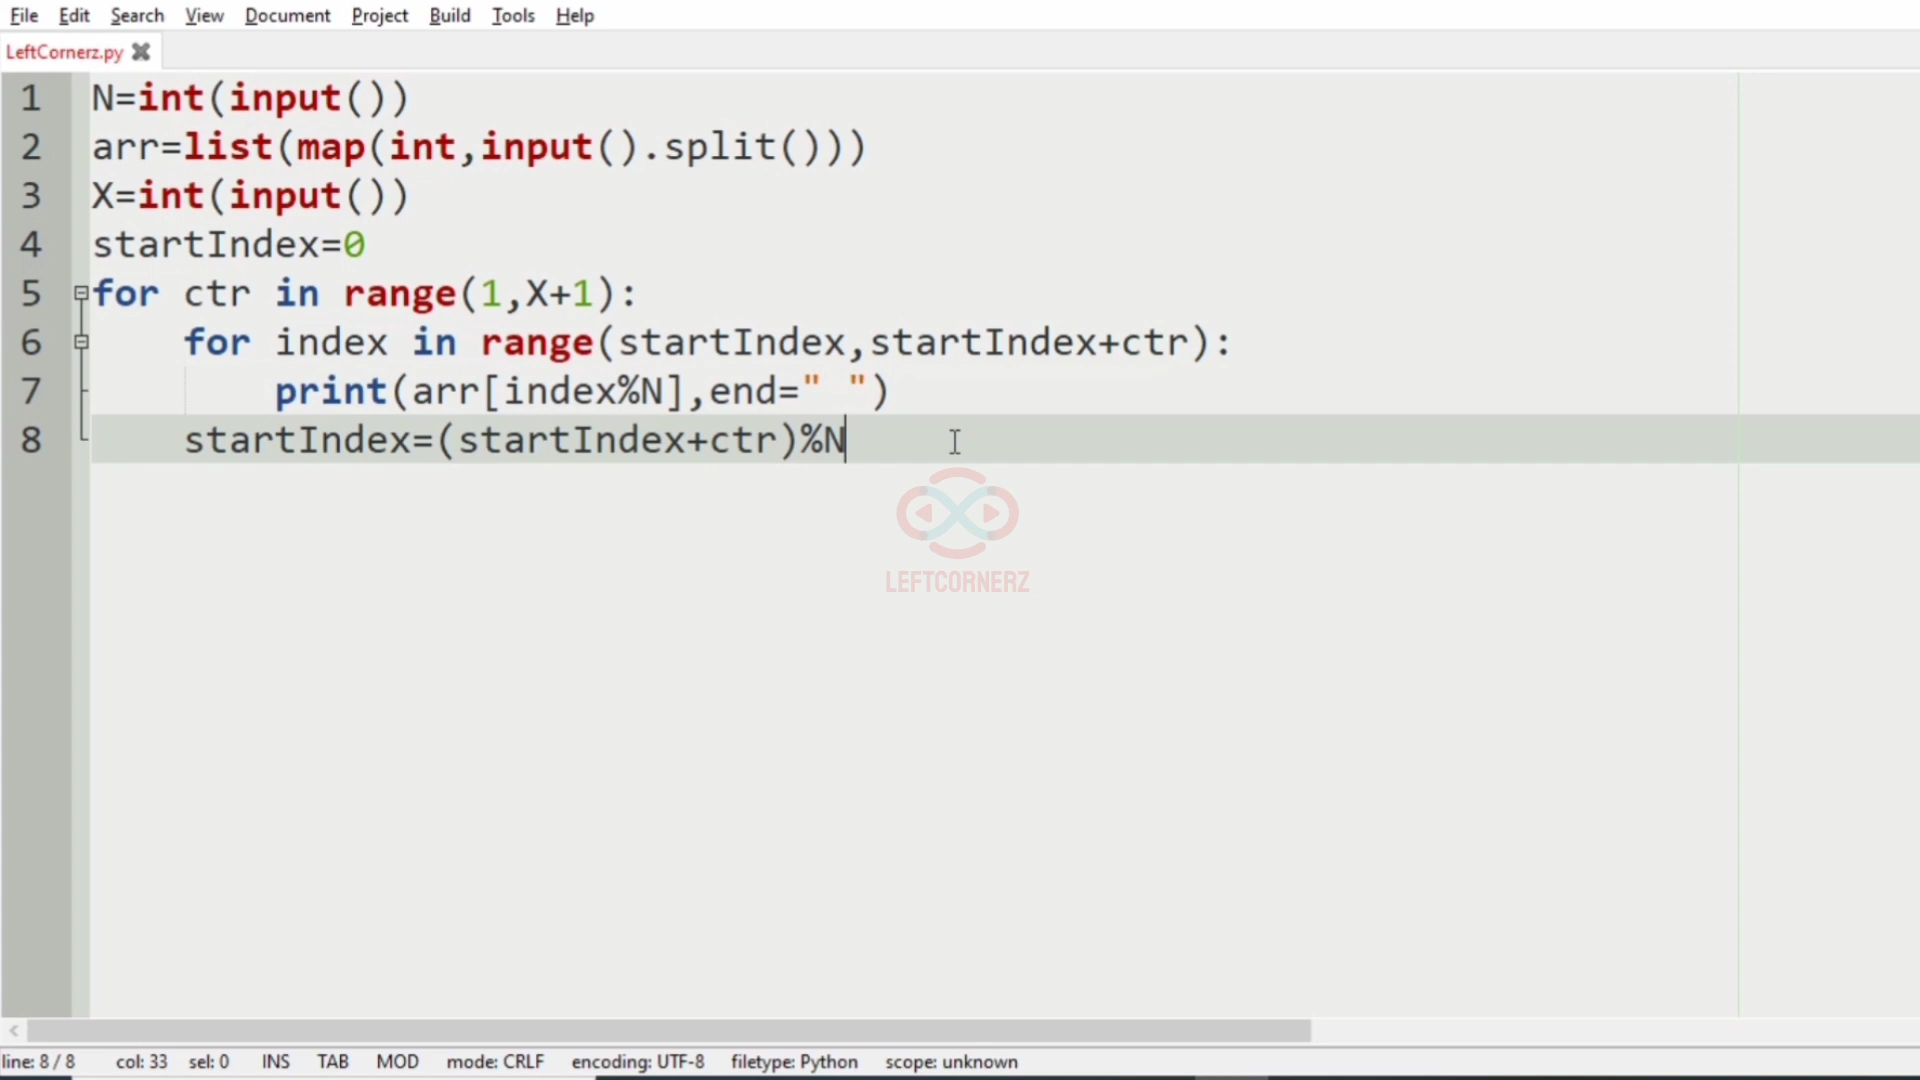 File Edit Search View Document Project Build Tools Help
LeftCornerz.py
1 N=int(input())
2 arr=list(map(int,input().split()))
3 X=int(input())
4 startIndex=0
5 for ctr in range(1,X+1):
6     for index in range(startIndex,startIndex+ctr):
7         print(arr[index%N],end=" ")
8     startIndex=(startIndex+ctr)%N
LEFTCORNERZ
line: 8 / 8 col: 33 sel: 0 INS TAB MOD mode: CRLF encoding: UTF-8 filetype: Python scope: unknown